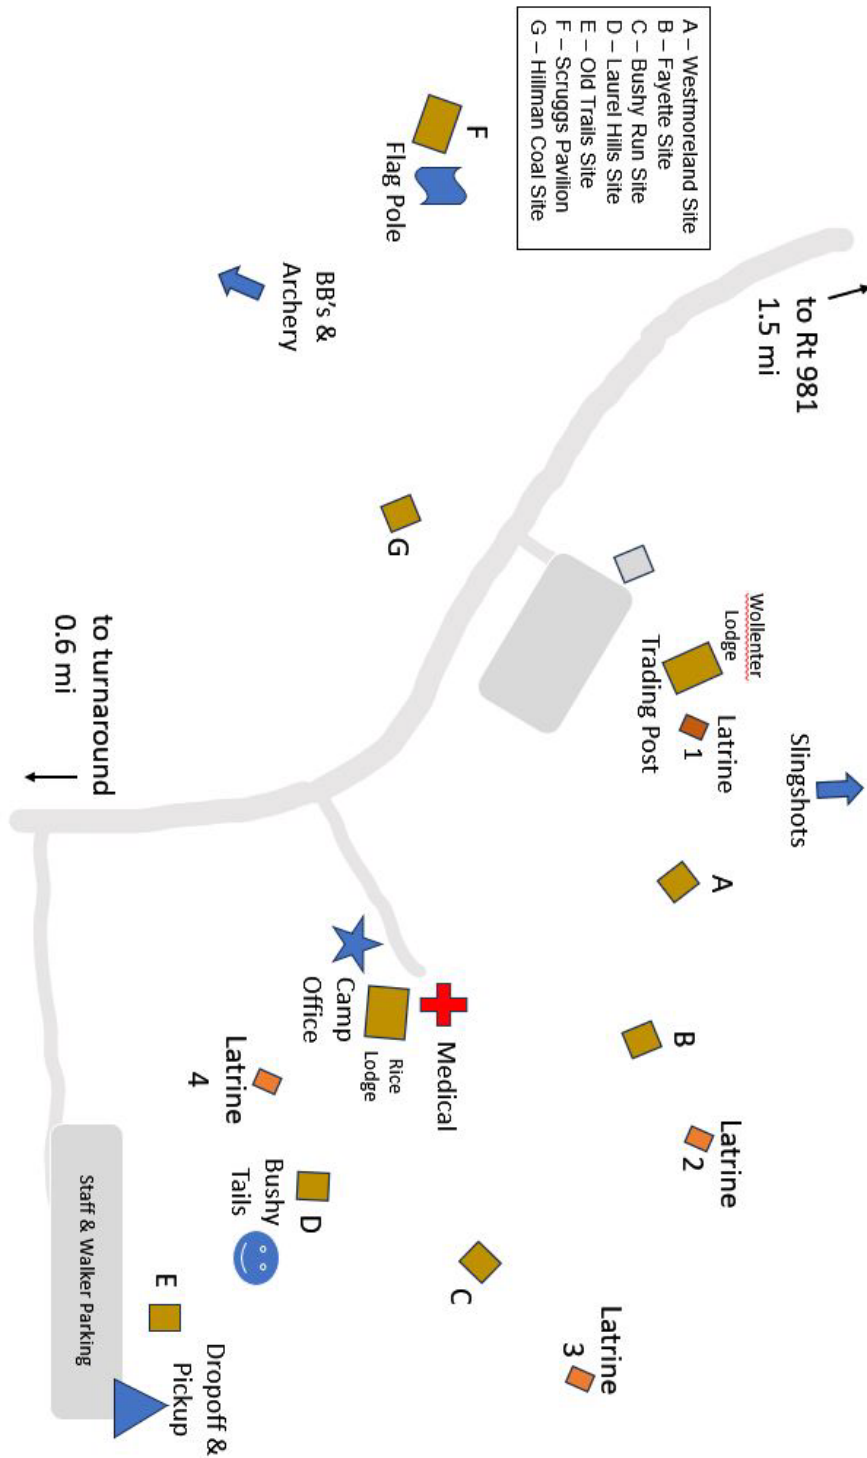 A – Westmoreland Site
B – Fayette Site
C – Bushy Run Site
D – Laurel Hills Site
E – Old Trails Site
F – Scruggs Pavilion
G – Hillman Coal Site
F
Flag Pole
BB's &
Archery
to Rt 981
1.5 mi
G
Wollenter
Lodge
Trading Post
Latrine
1
Slingshots
to turnaround
0.6 mi
A
B
Latrine
2
Medical
Rice
Lodge
Camp
Office
Latrine
4
D
Bushy
Tails
C
Latrine
3
E
Dropoff &
Pickup
Staff & Walker Parking